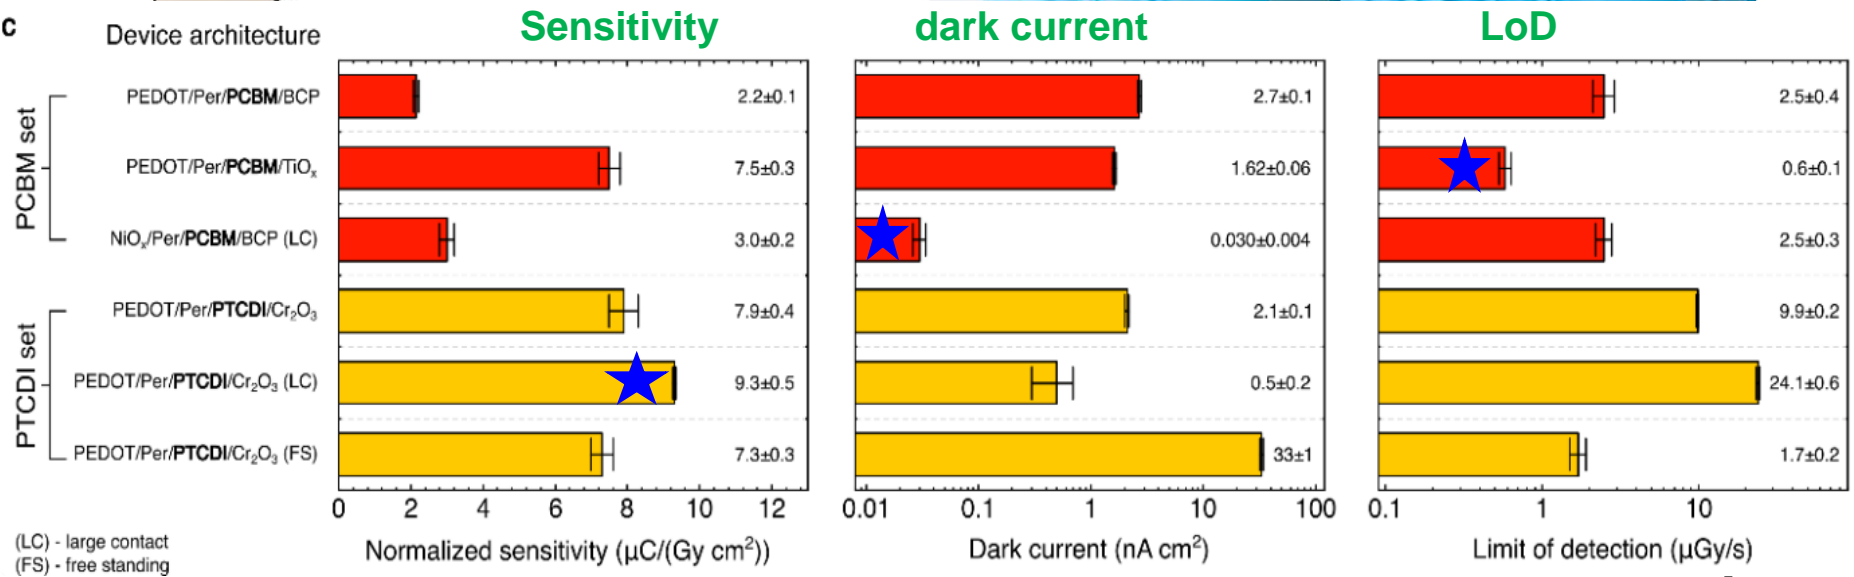 c
Device architecture
Sensitivity
dark current
LoD
PCBM set
PTCDI set
PEDOT/Per/PCBM/BCP
2.2±0.1
2.7±0.1
2.5±0.4
PEDOT/Per/PCBM/TiOₓ
7.5±0.3
1.62±0.06
0.6±0.1
NiOₓ/Per/PCBM/BCP (LC)
3.0±0.2
0.030±0.004
2.5±0.3
PEDOT/Per/PTCDI/Cr₂O₃
7.9±0.4
2.1±0.1
9.9±0.2
PEDOT/Per/PTCDI/Cr₂O₃ (LC)
9.3±0.5
0.5±0.2
24.1±0.6
PEDOT/Per/PTCDI/Cr₂O₃ (FS)
7.3±0.3
33±1
1.7±0.2
0 2 4 6 8 10 12
0.01 0.1 1 10 100
0.1 1 10
Normalized sensitivity (µC/(Gy cm²))
Dark current (nA cm²)
Limit of detection (µGy/s)
(LC) - large contact
(FS) - free standing